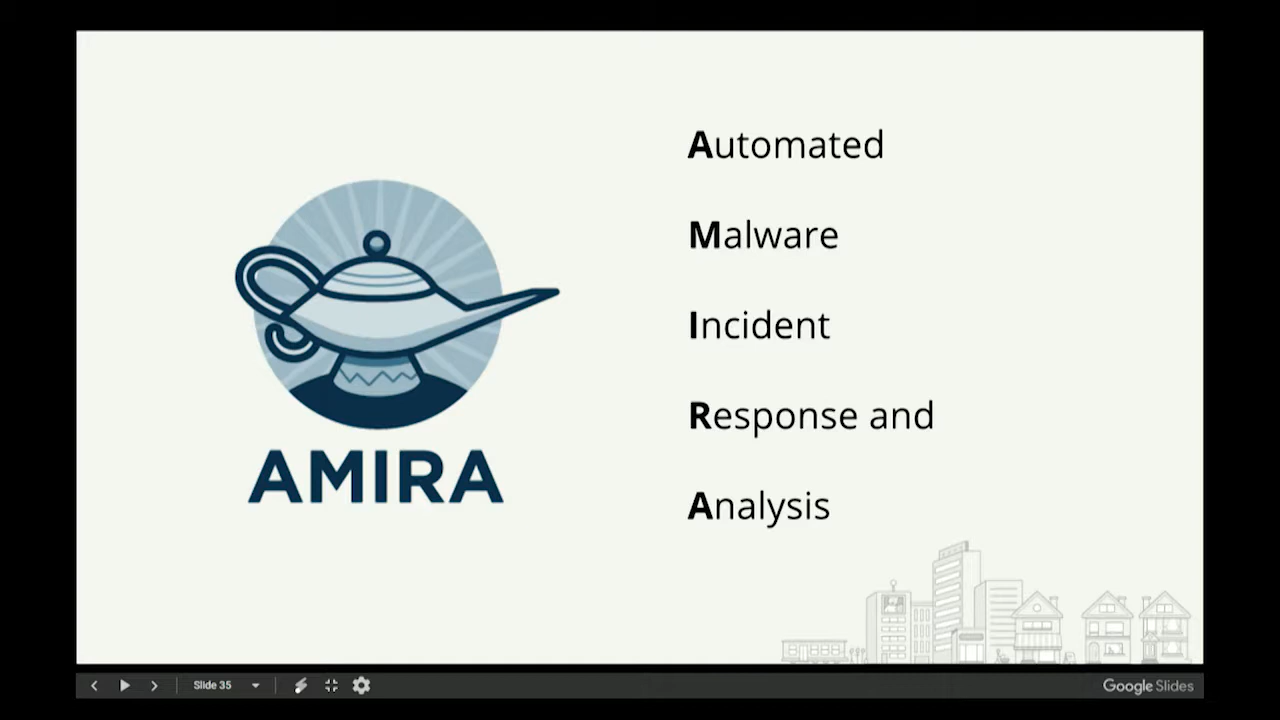 Automated
Malware
Incident
Response and
Analysis
AMIRA
Slide 35
Google Slides